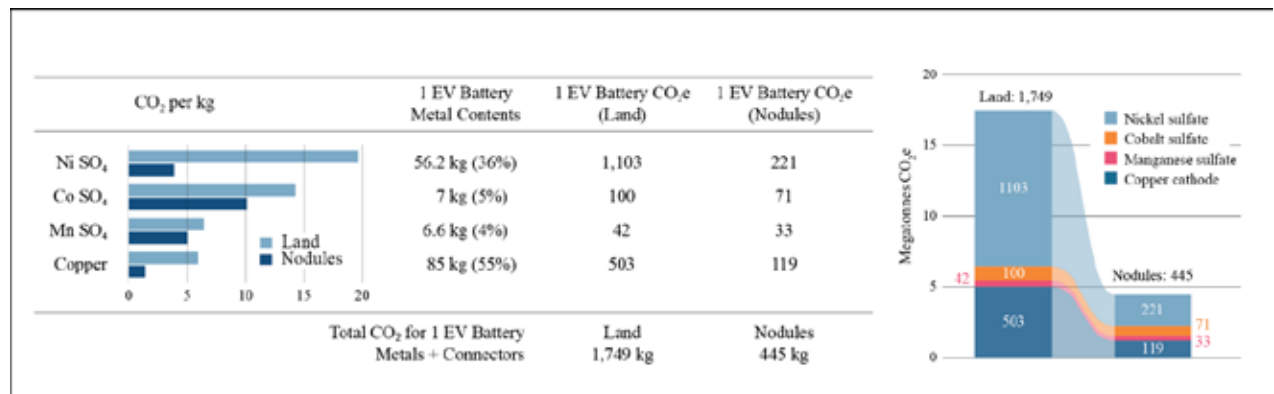 CO₂ per kg
1 EV Battery
Metal Contents
1 EV Battery CO₂e
(Land)
1 EV Battery CO₂e
(Nodules)
Ni SO₄
56.2 kg (36%)
1,103
221
Co SO₄
7 kg (5%)
100
71
Mn SO₄
6.6 kg (4%)
42
33
Copper
85 kg (55%)
503
119
Land
Nodules
0 5 10 15 20
Total CO₂ for 1 EV Battery
Metals + Connectors
Land
1,749 kg
Nodules
445 kg
Megatonnes CO₂e
20
15
10
5
0
Land: 1,749
1103
100
42
503
Nodules: 445
221
71
33
119
Nickel sulfate
Cobelt sulfate
Manganese sulfate
Copper cathode